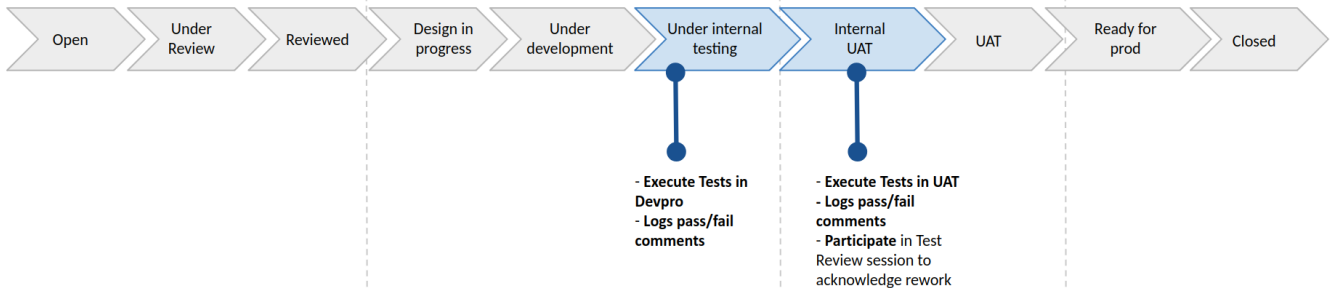 Open
Under
Review
Reviewed
Design in
progress
Under
development
Under internal
testing
Internal
UAT
UAT
Ready for
prod
Closed
- Execute Tests in
Devpro
- Logs pass/fail
comments
- Execute Tests in UAT
- Logs pass/fail
comments
- Participate in Test
Review session to
acknowledge rework